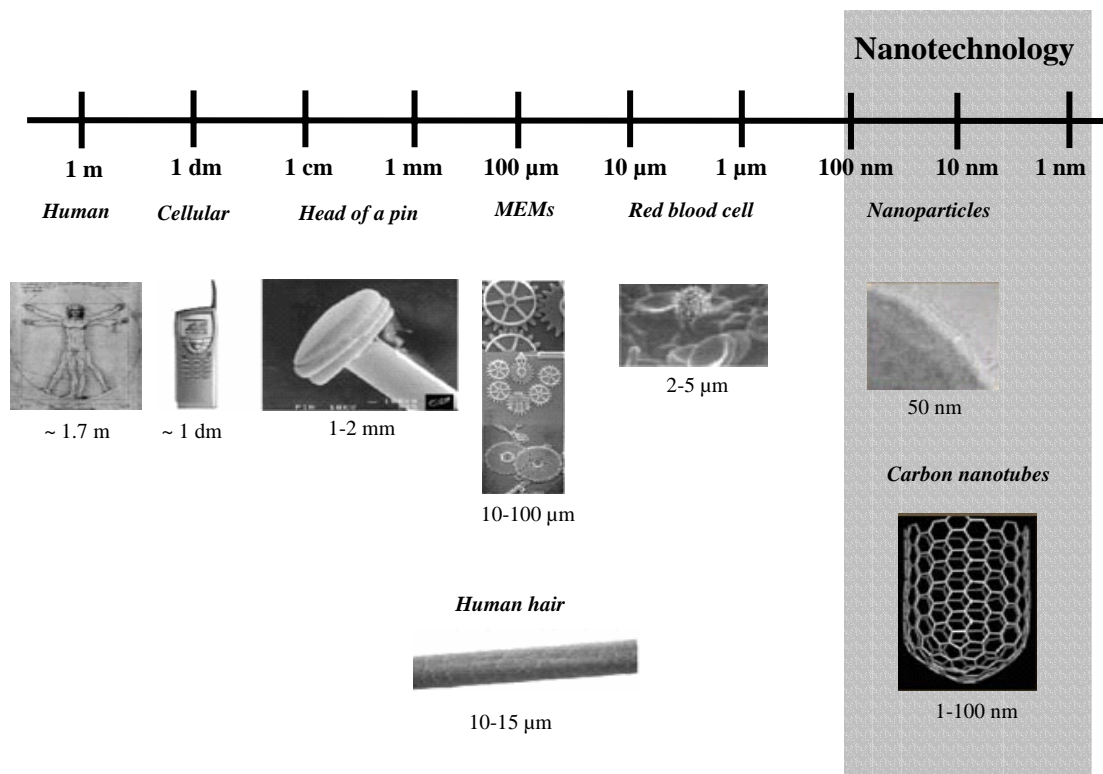 Nanotechnology
1 m 1 dm 1 cm 1 mm 100 µm 10 µm 1 µm 100 nm 10 nm 1 nm
Human Cellular Head of a pin MEMs Red blood cell Nanoparticles
~ 1.7 m ~ 1 dm 1-2 mm 2-5 µm 50 nm
Carbon nanotubes
10-100 µm
Human hair
10-15 µm
1-100 nm